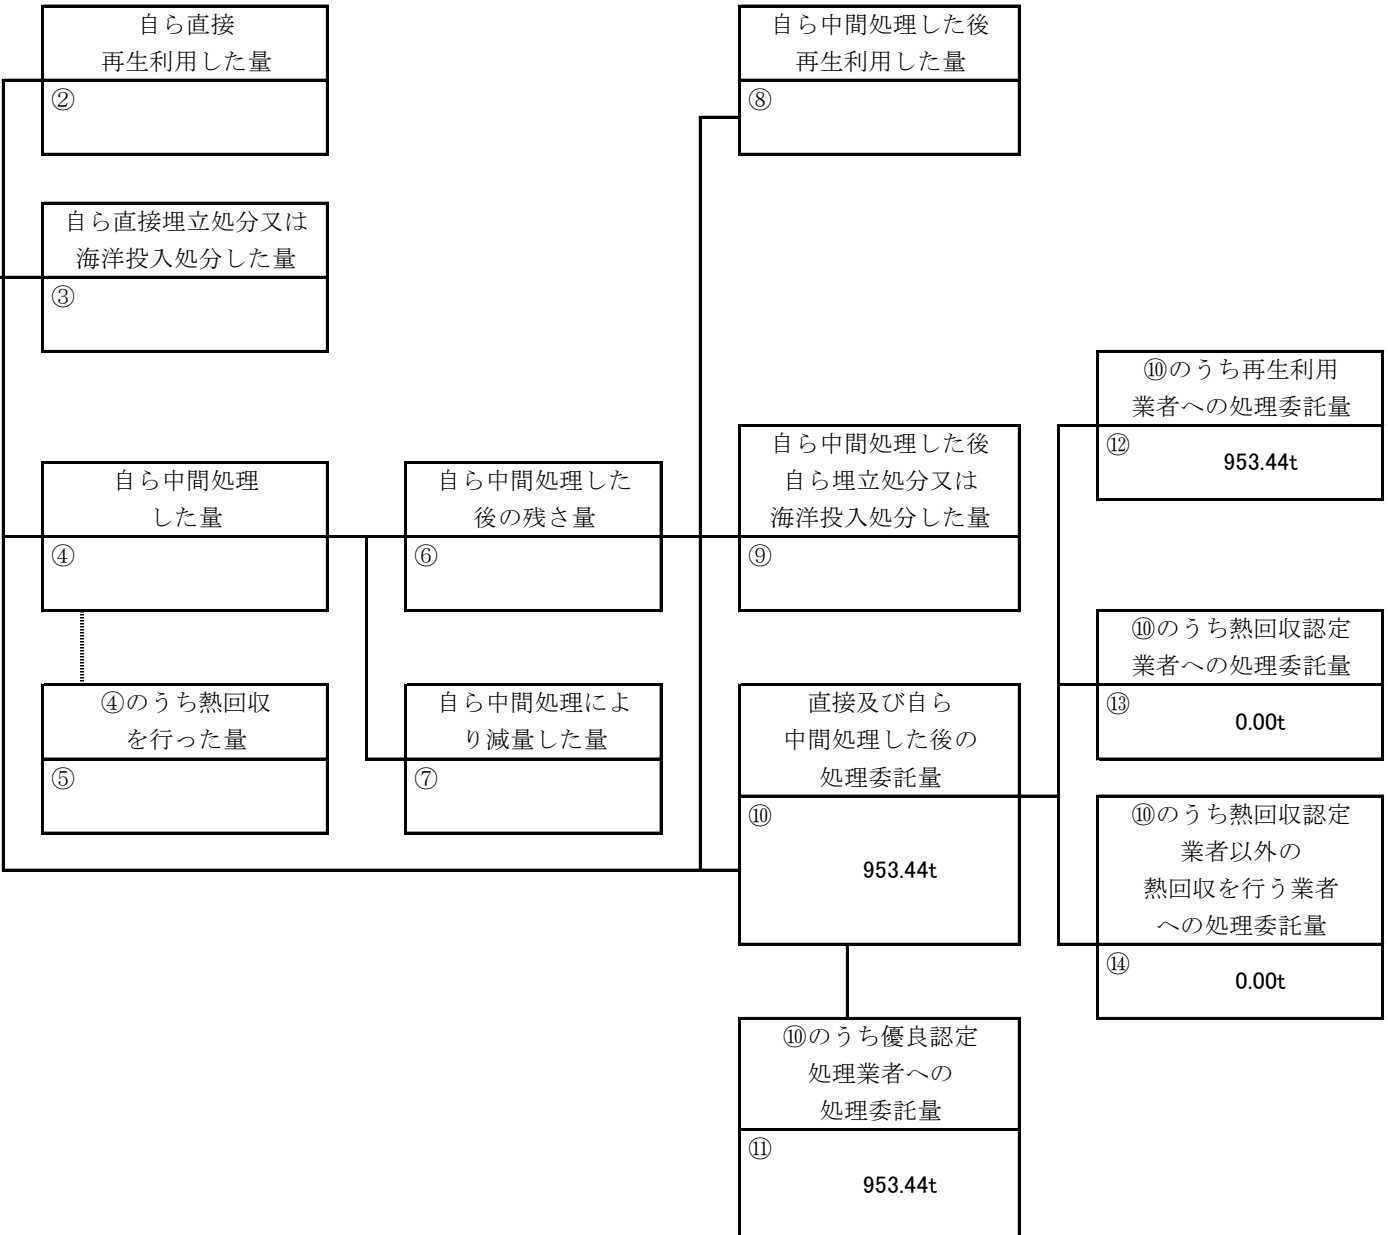 自ら直接
再生利用した量
②
自ら中間処理した後
再生利用した量
⑧
自ら直接埋立処分又は
海洋投入処分した量
③
⑩のうち再生利用
業者への処理委託量
⑫
953.44t
自ら中間処理
した量
④
自ら中間処理した
後の残さ量
⑥
自ら中間処理した後
自ら埋立処分又は
海洋投入処分した量
⑨
⑩のうち熱回収認定
業者への処理委託量
⑬
0.00t
④のうち熱回収
を行った量
⑤
自ら中間処理によ
り減量した量
⑦
直接及び自ら
中間処理した後の
処理委託量
⑩
953.44t
⑩のうち熱回収認定
業者以外の
熱回収を行う業者
への処理委託量
⑭
0.00t
⑩のうち優良認定
処理業者への
処理委託量
⑪
953.44t